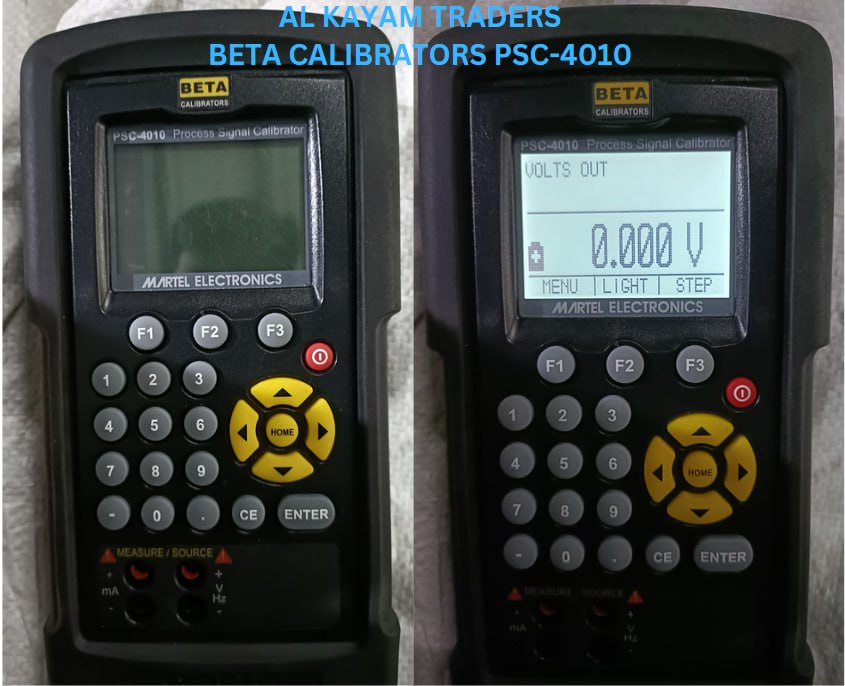 AL KAYAM TRADERS
BETA CALIBRATORS PSC-4010
BETA
CALIBRATORS
PSC-4010 Process Signal Calibrator
MARTEL ELECTRONICS
F1 F2 F3
1 2 3
4 5 6
HOME
7 8 9
- 0 . CE ENTER
MEASURE / SOURCE
+ +
mA V
Hz
- -
BETA
CALIBRATORS
PSC-4010 Process Signal Calibrator
VOLTS OUT
0.000 V
MENU | LIGHT | STEP
MARTEL ELECTRONICS
F1 F2 F3
1 2 3
4 5 6
HOME
7 8 9
- 0 . CE ENTER
MEASURE SOURCE
+ +
mA V
Hz
- -